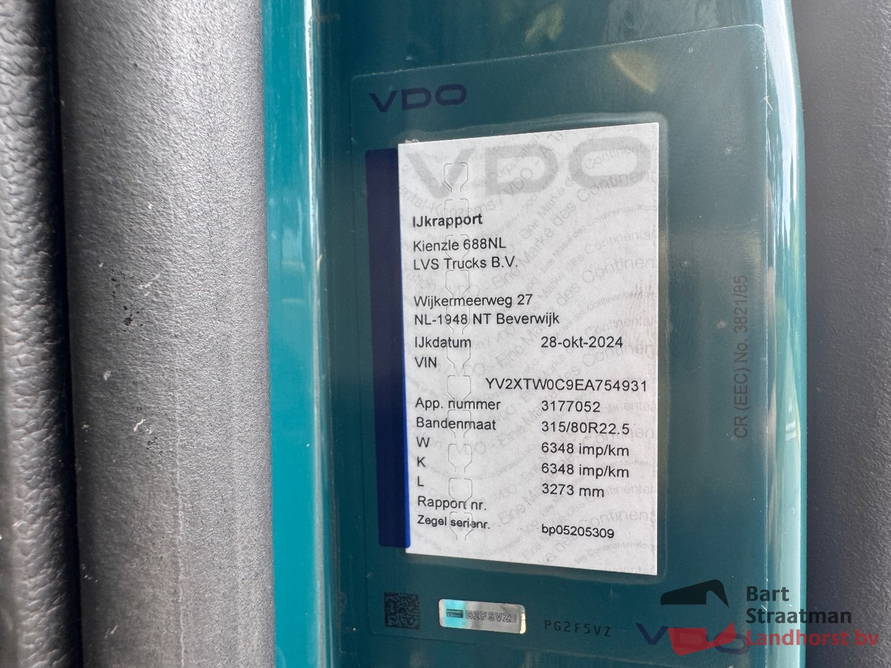 VDO
VDO
IJkrapport
Kienzle 688NL
LVS Trucks B.V.
Wijkermeerweg 27
NL-1948 NT Beverwijk
IJkdatum 28-okt-2024
VIN
YV2XTW0C9EA754931
App. nummer 3177052
Bandenmaat 315/80R22.5
W 6348 imp/km
K 6348 imp/km
L 3273 mm
Rapport nr.
Zegel serienr. bp05205309
CR (EEC) No. 3821/85
PG2F5VZ
VDO
Bart
Straatman
Landhorst bv